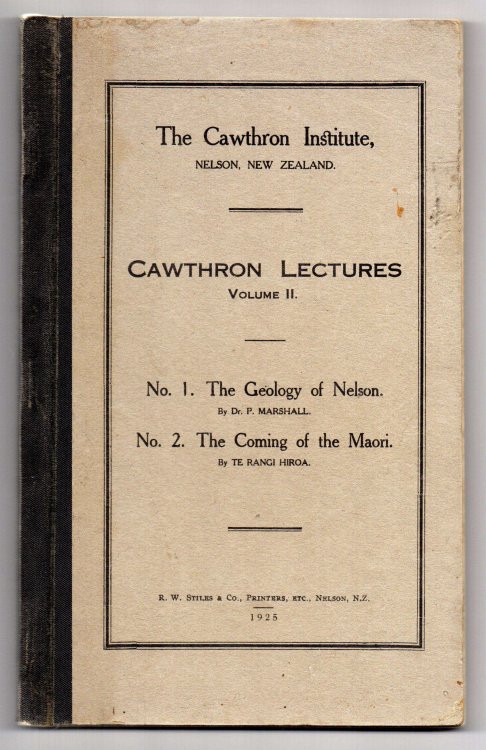 The Cawthron Institute,
NELSON, NEW ZEALAND.
CAWTHRON LECTURES
VOLUME II.
No. 1. The Geology of Nelson.
By Dr. P. MARSHALL.
No. 2. The Coming of the Maori.
By TE RANGI HIROA.
R. W. STILES & CO., PRINTERS, ETC., NELSON, N.Z.
1925